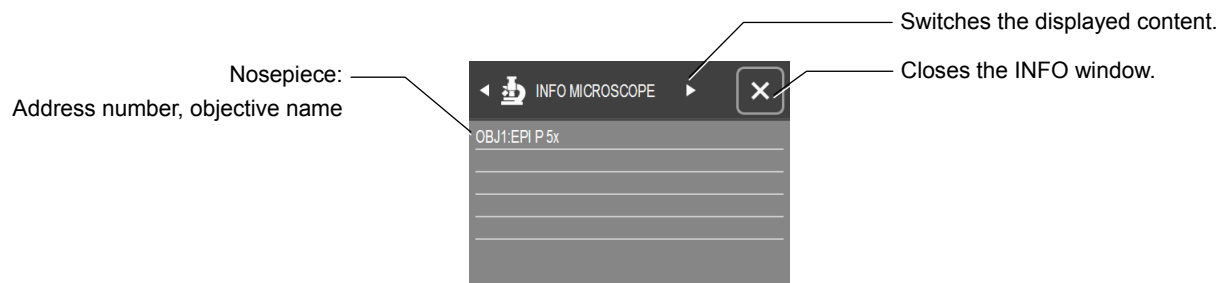 Switches the displayed content.
Nosepiece:
Address number, objective name
Closes the INFO window.
INFO MICROSCOPE
OBJ1:EPI P 5x